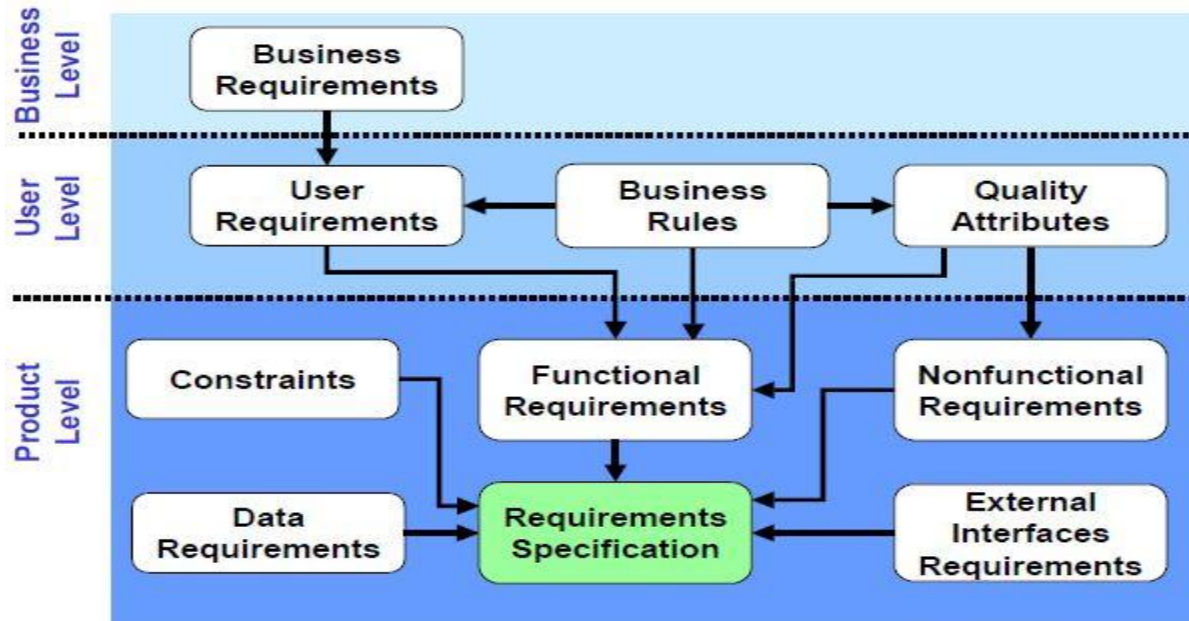 Business
Level
Business
Requirements
User
Level
User
Requirements
Business
Rules
Quality
Attributes
Product
Level
Constraints
Functional
Requirements
Nonfunctional
Requirements
Data
Requirements
Requirements
Specification
External
Interfaces
Requirements